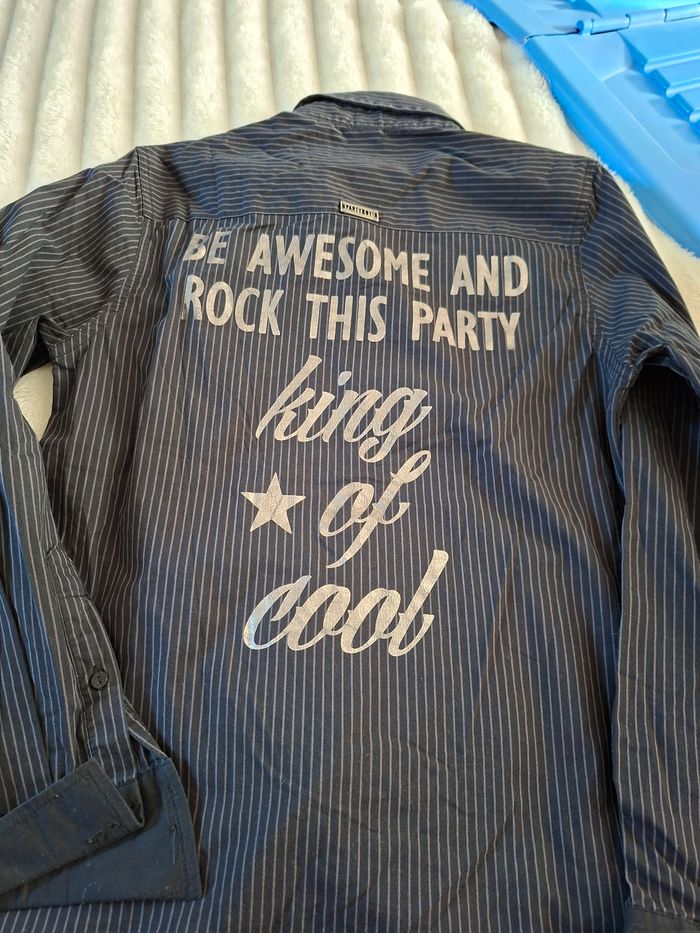 BE AWESOME AND
ROCK THIS PARTY
king
of
cool